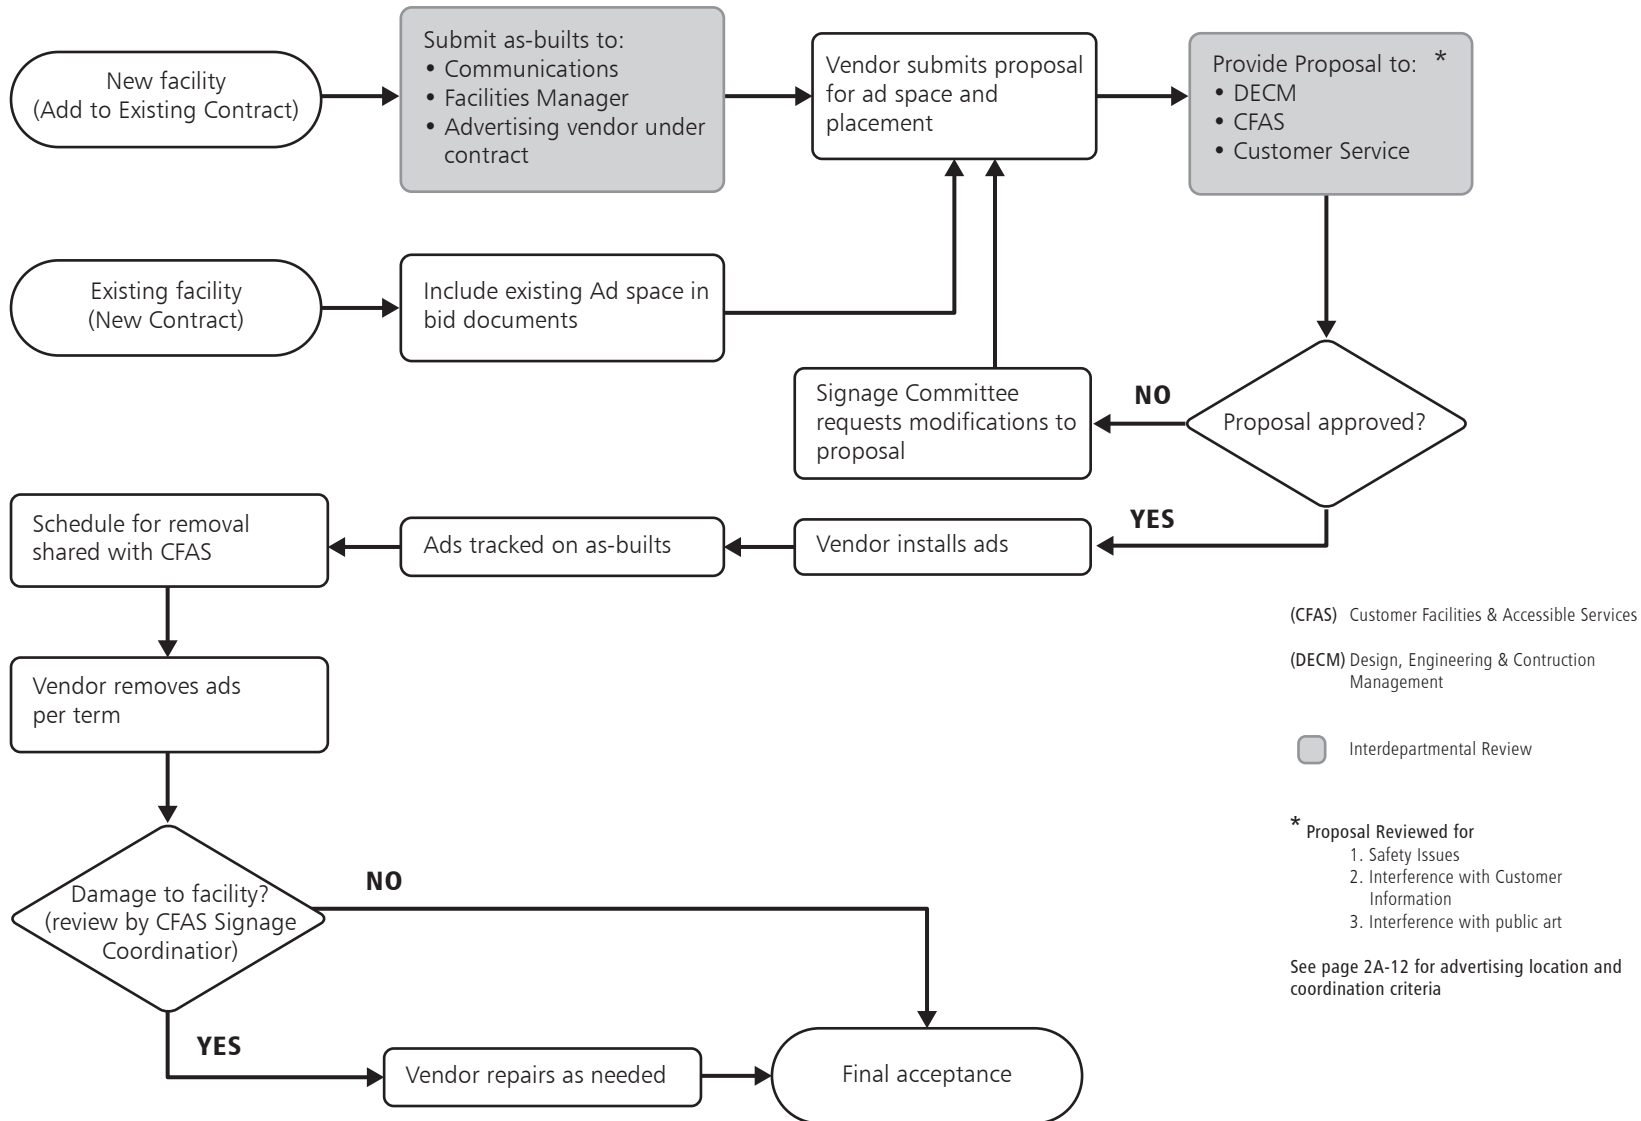 New facility
(Add to Existing Contract)
Submit as-builts to:
• Communications
• Facilities Manager
• Advertising vendor under
contract
Vendor submits proposal
for ad space and
placement
Provide Proposal to: *
• DECM
• CFAS
• Customer Service
Existing facility
(New Contract)
Include existing Ad space in
bid documents
Signage Committee
requests modifications to
proposal
NO
Proposal approved?
YES
Schedule for removal
shared with CFAS
Ads tracked on as-builts
Vendor installs ads
Vendor removes ads
per term
Damage to facility?
(review by CFAS Signage
Coordinatior)
NO
YES
Vendor repairs as needed
Final acceptance
(CFAS) Customer Facilities & Accessible Services
(DECM) Design, Engineering & Contruction
Management
Interdepartmental Review
* Proposal Reviewed for
1. Safety Issues
2. Interference with Customer
Information
3. Interference with public art
See page 2A-12 for advertising location and
coordination criteria